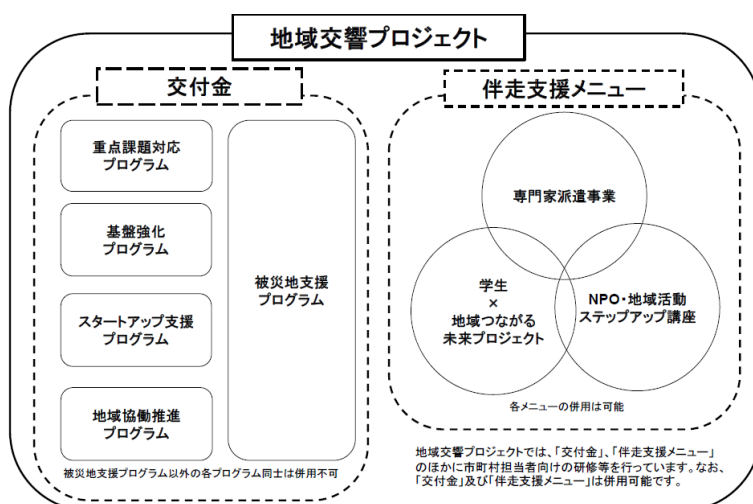 地域交響プロジェクト
交付金
重点課題対応
プログラム
基盤強化
プログラム
スタートアップ支援
プログラム
地域協働推進
プログラム
被災地支援
プログラム
被災地支援プログラム以外の各プログラム同士は併用不可
伴走支援メニュー
専門家派遣事業
学生
×
地域つながる
未来プロジェクト
NPO・地域活動
ステップアップ講座
各メニューの併用は可能
地域交響プロジェクトでは、「交付金」、「伴走支援メニュー」
のほかに市町村担当者向けの研修等を行っています。なお、
「交付金」及び「伴走支援メニュー」は併用可能です。